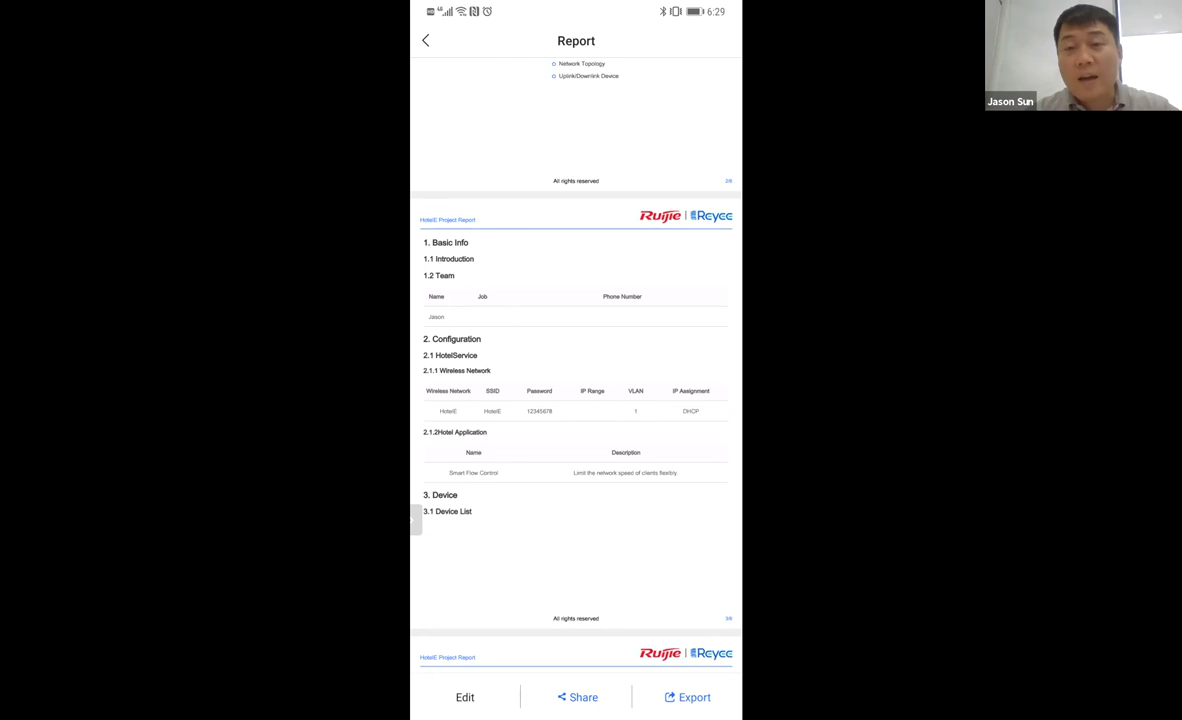 6:29
Report
Network Topology
Uplink/Downlink Device
All rights reserved 2/6
HotelE Project Report Ruijie | Reyee
1. Basic Info
1.1 Introduction
1.2 Team
Name Job Phone Number
Jason
2. Configuration
2.1 HotelService
2.1.1 Wireless Network
Wireless Network SSID Password IP Range VLAN IP Assignment
HotelE HotelE 12345678 1 DHCP
2.1.2Hotel Application
Name Description
Smart Flow Control Limit the network speed of clients flexibly.
3. Device
3.1 Device List
All rights reserved 3/6
HotelE Project Report Ruijie | Reyee
Edit Share Export
Jason Sun